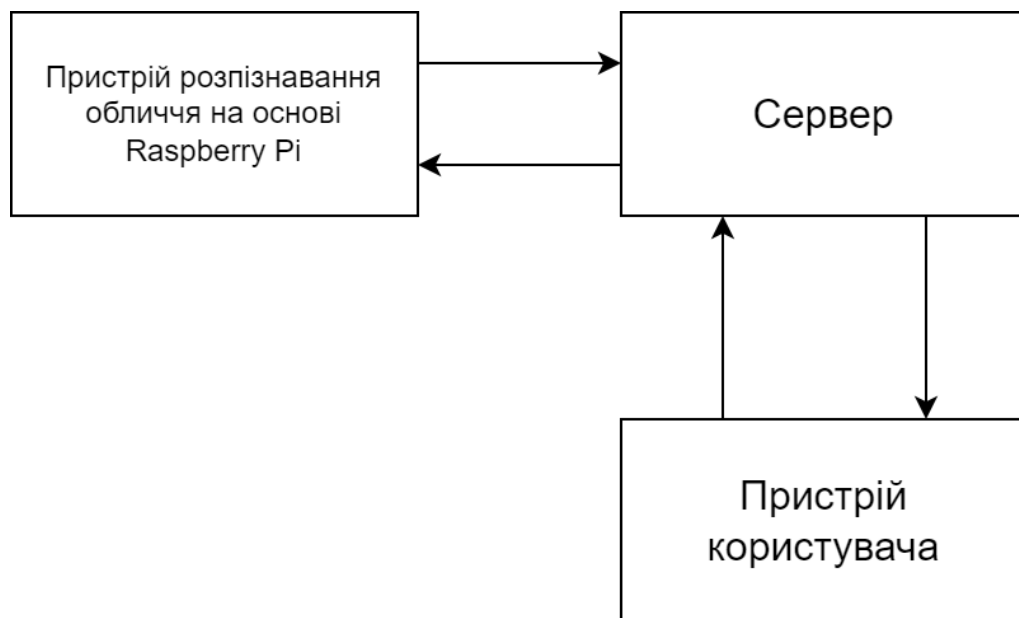 Пристрій розпізнавання
обличчя на основі
Raspberry Pi
Сервер
Пристрій
користувача